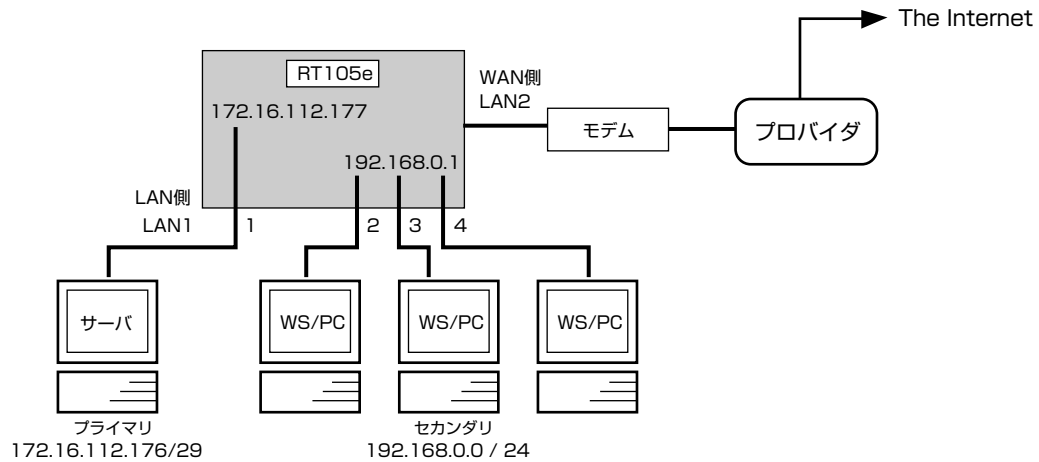 The Internet
RT105e
WAN側
LAN2
172.16.112.177
モデム
プロバイダ
192.168.0.1
LAN側
LAN1
1
2
3
4
サーバ
WS/PC
WS/PC
WS/PC
プライマリ
172.16.112.176/29
セカンダリ
192.168.0.0 / 24